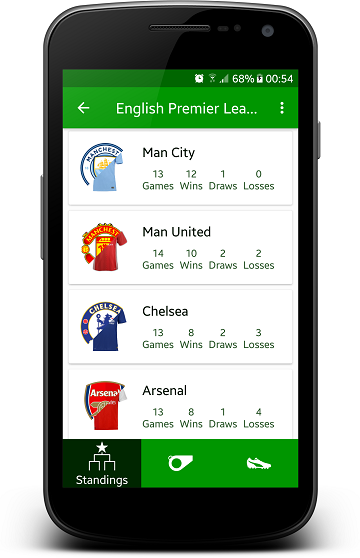 68% 00:54
English Premier Lea...
MANCHEST
Man City
13 12 1 0
Games Wins Draws Losses
MANCHEST
Man United
14 10 2 2
Games Wins Draws Losses
CHELSEA
Chelsea
13 8 2 3
Games Wins Draws Losses
Arsenal
Arsenal
13 8 1 4
Games Wins Draws Losses
Standings